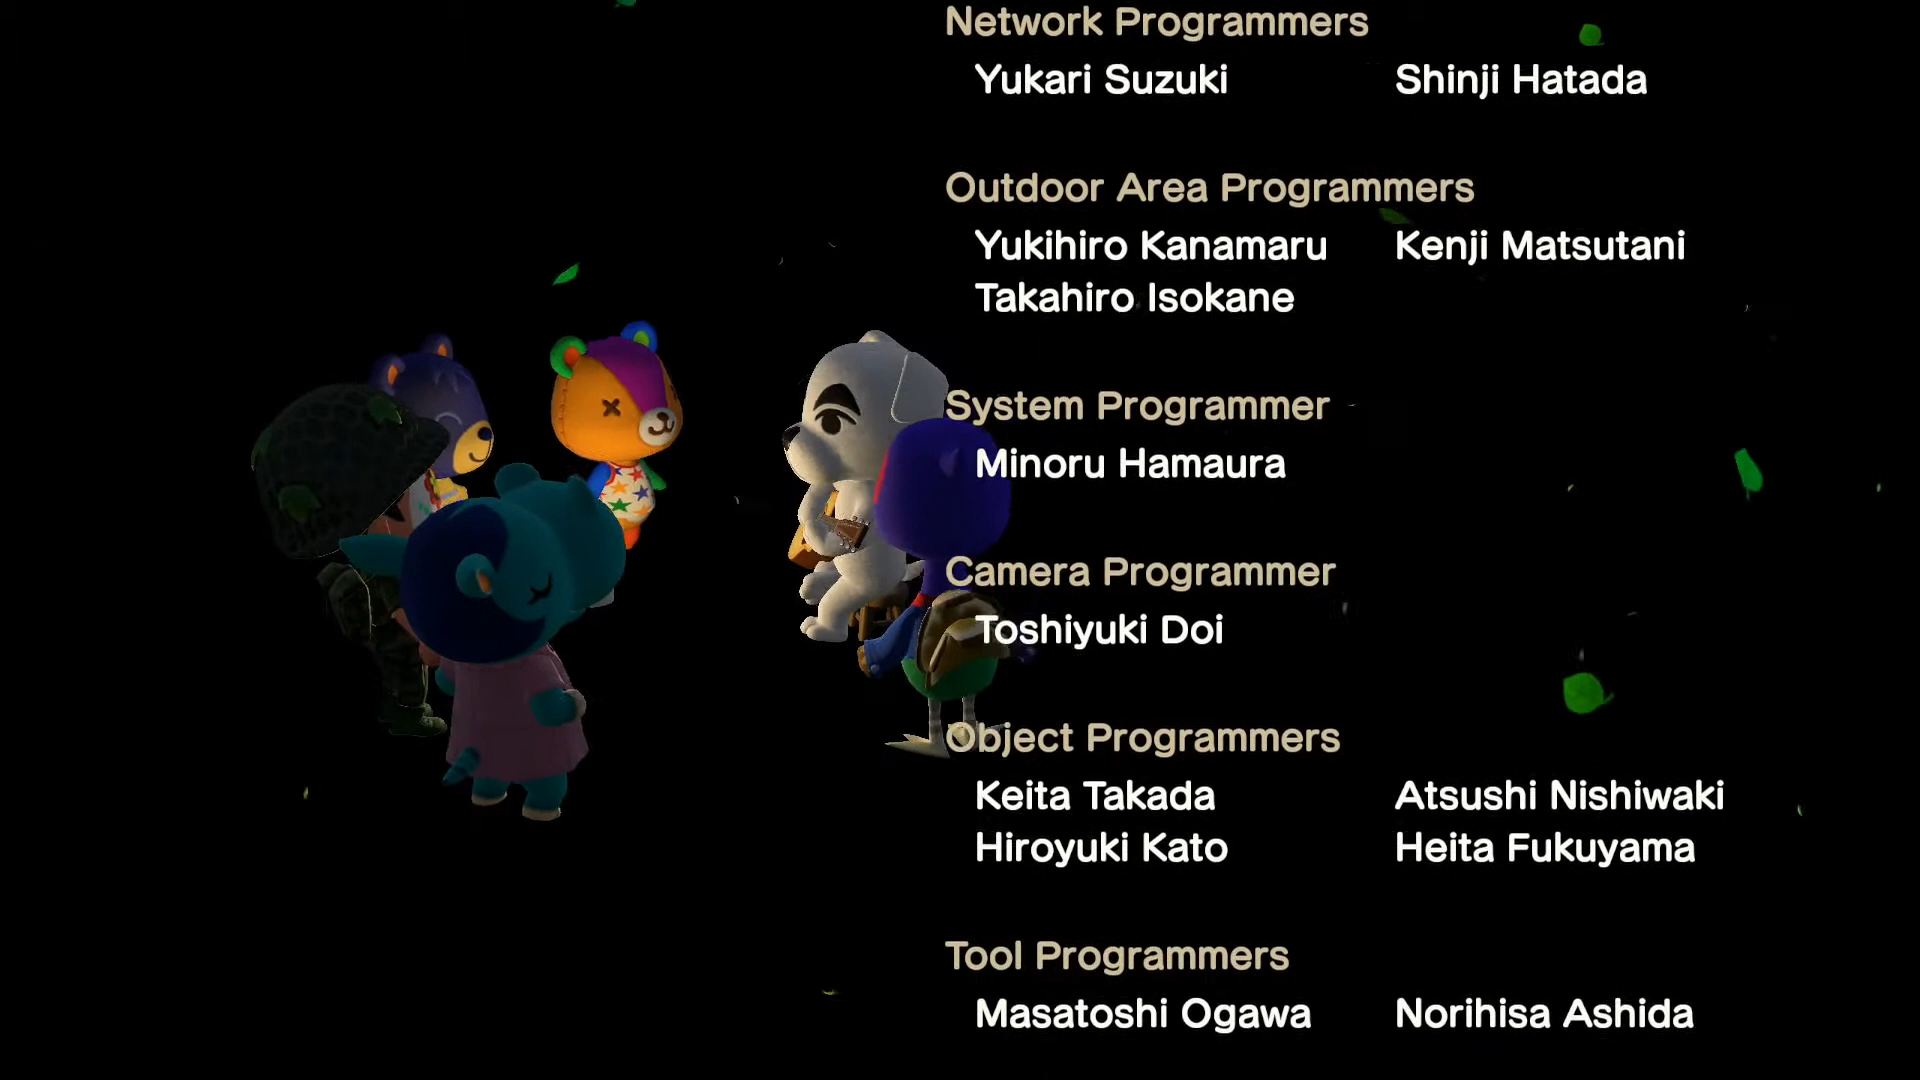 Network Programmers
Yukari Suzuki Shinji Hatada
Outdoor Area Programmers
Yukihiro Kanamaru Kenji Matsutani
Takahiro Isokane
System Programmer
Minoru Hamaura
Camera Programmer
Toshiyuki Doi
Object Programmers
Keita Takada Atsushi Nishiwaki
Hiroyuki Kato Heita Fukuyama
Tool Programmers
Masatoshi Ogawa Norihisa Ashida